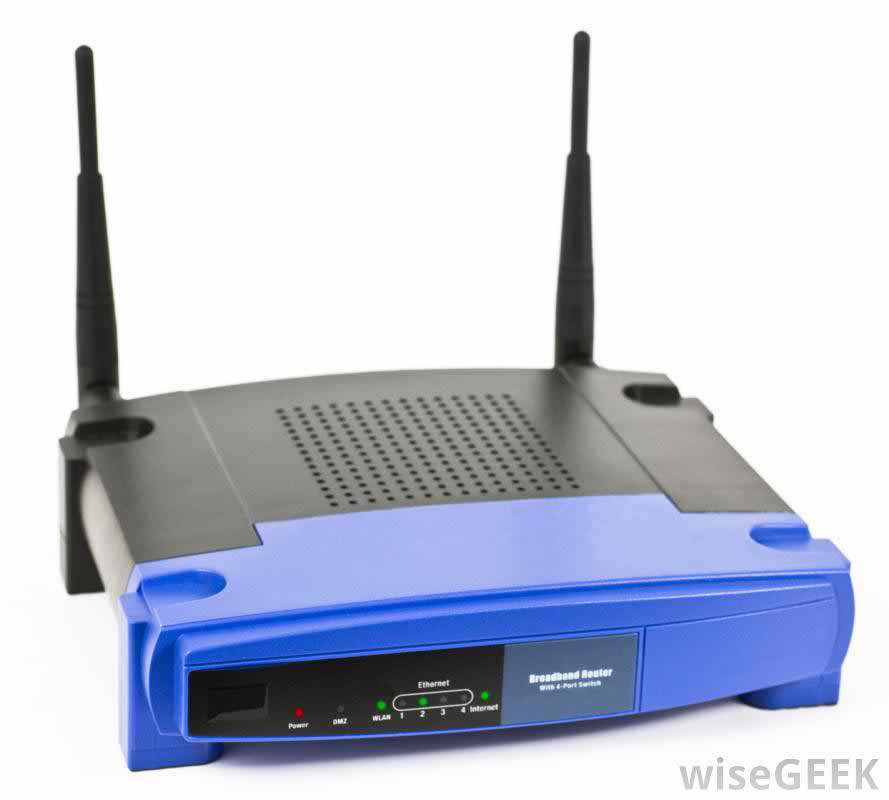 Ethernet
Power DMZ WLAN 1 2 3 4 Internet
Broadband Router
With 4-Port Switch
wiseGEEK